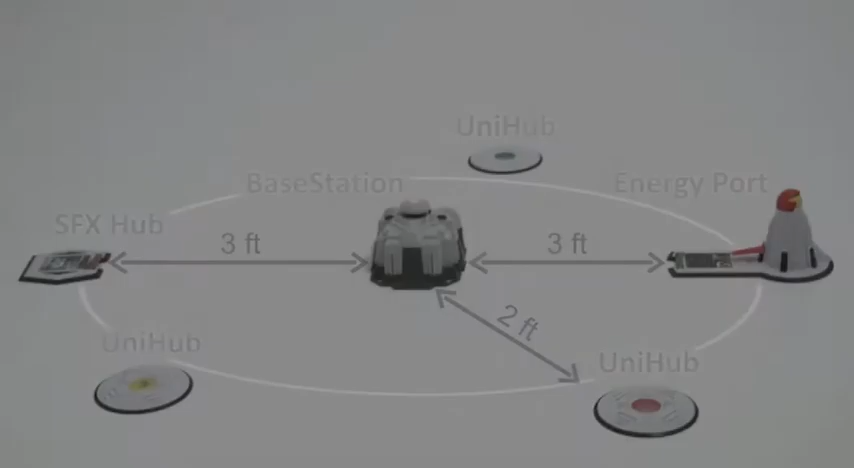 UniHub
BaseStation
Energy Port
SFX Hub
3 ft
3 ft
2 ft
UniHub
UniHub